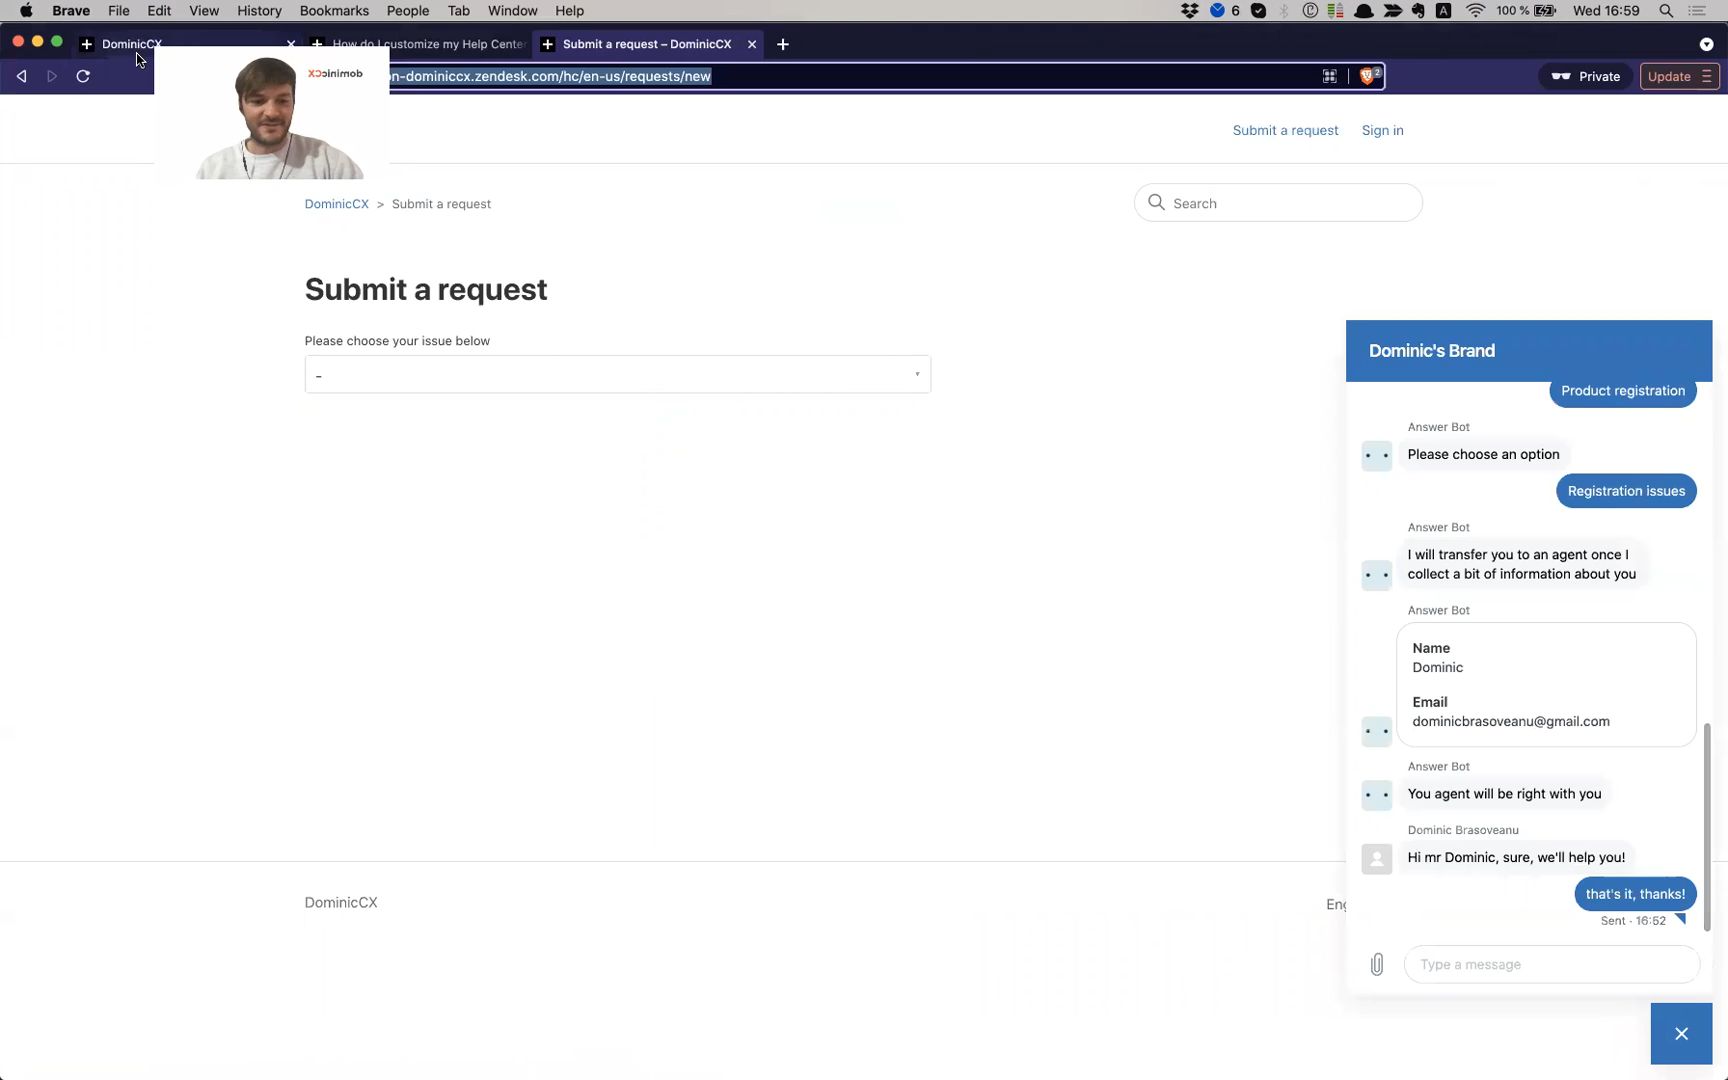 Brave File Edit View History Bookmarks People Tab Window Help 6 A 100 % Wed 16:59
DominicCX How do I customize my Help Cente Submit a request – DominicCX
n-dominiccx.zendesk.com/hc/en-us/requests/new 2 Private Update
dominicCX
Submit a request Sign in
DominicCX > Submit a request
Search
Submit a request
Please choose your issue below
-
Dominic's Brand
Product registration
Answer Bot
Please choose an option
Registration issues
Answer Bot
I will transfer you to an agent once I
collect a bit of information about you
Answer Bot
Name
Dominic
Email
dominicbrasoveanu@gmail.com
Answer Bot
You agent will be right with you
Dominic Brasoveanu
Hi mr Dominic, sure, we'll help you!
that's it, thanks!
Sent · 16:52
Type a message
DominicCX
Eng